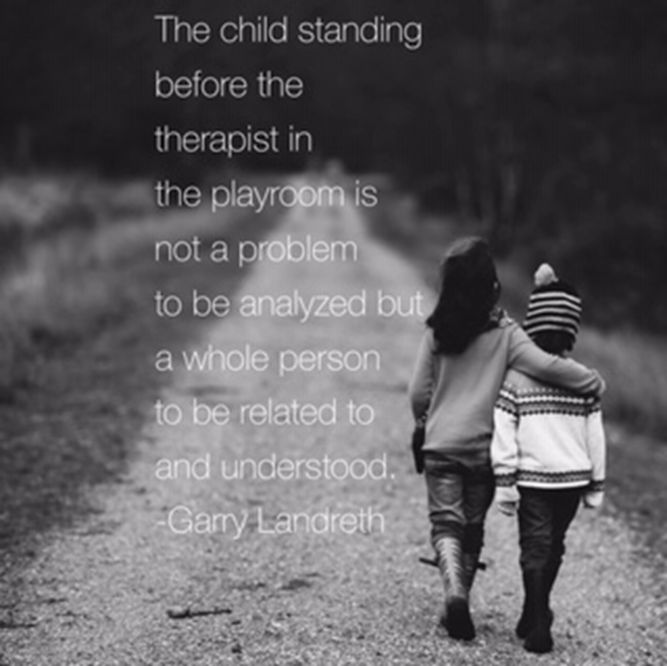 The child standing
before the
therapist in
the playroom is
not a problem
to be analyzed but
a whole person
to be related to
and understood.
-Garry Landreth